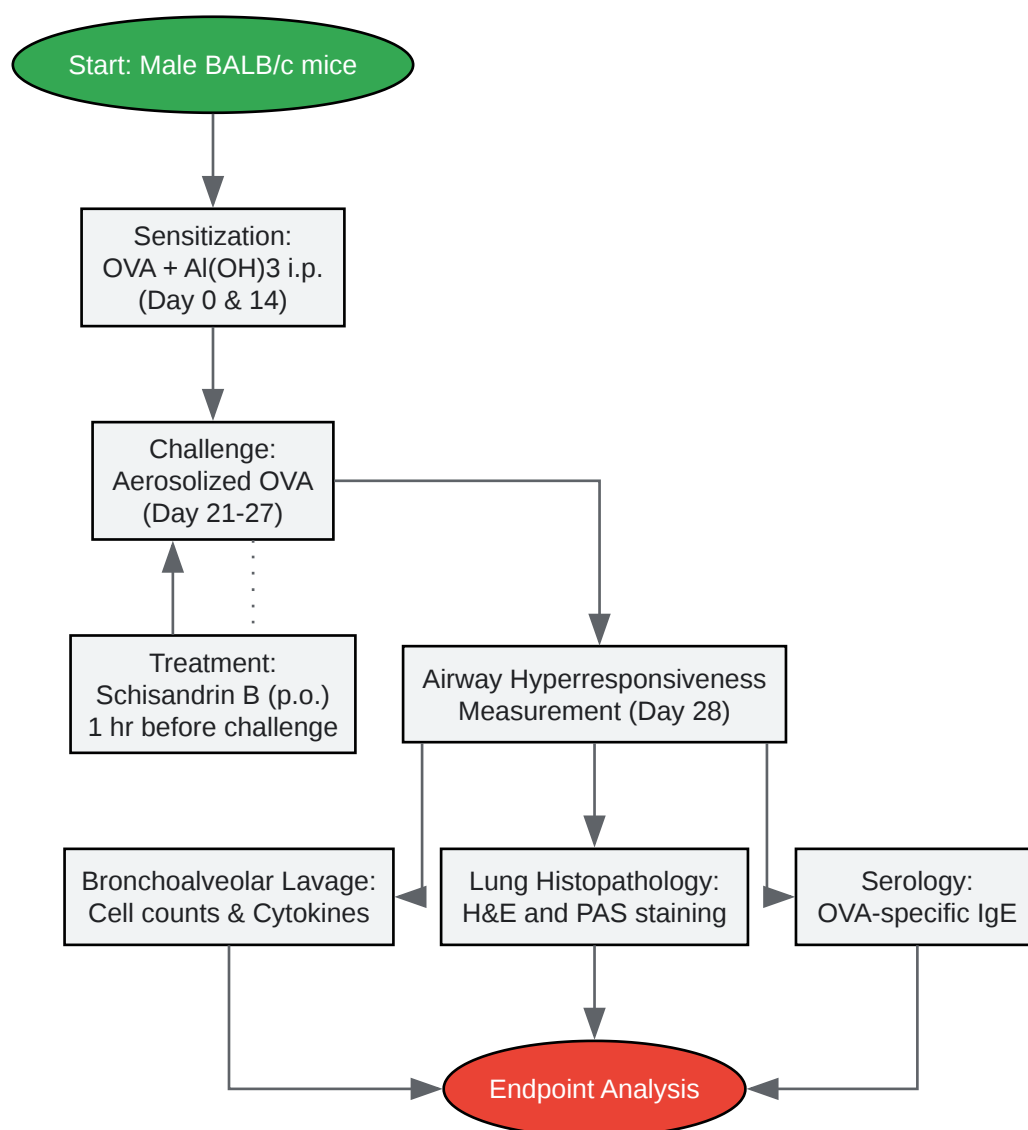 Start: Male BALB/c mice
Sensitization:
OVA + Al(OH)3 i.p.
(Day 0 & 14)
Challenge:
Aerosolized OVA
(Day 21-27)
Treatment:
Schisandrin B (p.o.)
1 hr before challenge
Airway Hyperresponsiveness
Measurement (Day 28)
Bronchoalveolar Lavage:
Cell counts & Cytokines
Lung Histopathology:
H&E and PAS staining
Serology:
OVA-specific IgE
Endpoint Analysis